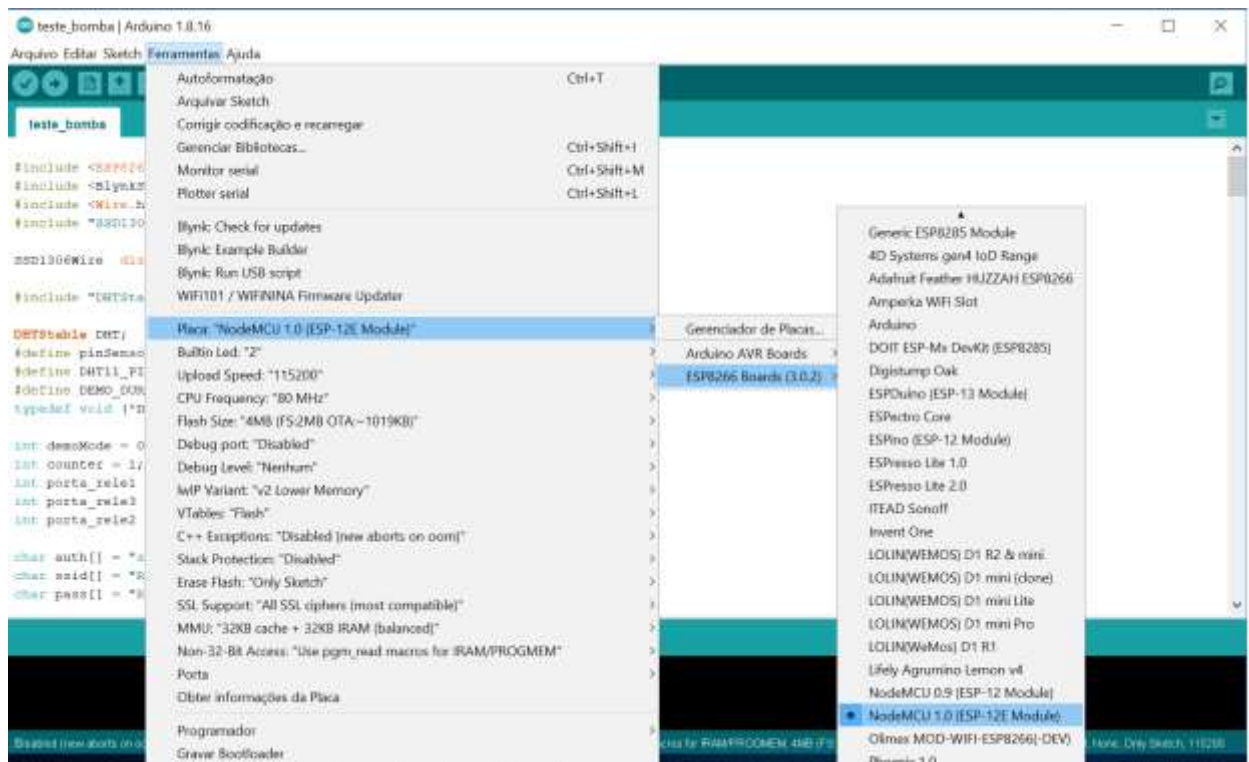 teste_bomba | Arduino 1.8.16
Arquivo Editar Sketch Ferramentas Ajuda
teste_bomba
Autoformatação Ctrl+T
Arquivar Sketch
Corrigir codificação e recarregar
Gerenciar Bibliotecas... Ctrl+Shift+I
Monitor serial Ctrl+Shift+M
Plotter serial Ctrl+Shift+L
Blynk: Check for updates
Blynk: Example Builder
Blynk: Run USB script
WiFi101 / WiFiNINA Firmware Updater
Placa: "NodeMCU 1.0 (ESP-12E Module)"
Builtin Led: "2"
Upload Speed: "115200"
CPU Frequency: "80 MHz"
Flash Size: "4MB (FS:2MB OTA:~1019KB)"
Debug port: "Disabled"
Debug Level: "Nenhum"
lwIP Variant: "v2 Lower Memory"
VTables: "Flash"
C++ Exceptions: "Disabled (new aborts on oom)"
Stack Protection: "Disabled"
Erase Flash: "Only Sketch"
SSL Support: "All SSL ciphers (most compatible)"
MMU: "32KB cache + 32KB IRAM (balanced)"
Non-32-Bit Access: "Use pgm_read macros for IRAM/PROGMEM"
Porta
Obter informações da Placa
Programador
Gravar Bootloader
Gerenciador de Placas...
Arduino AVR Boards
ESP8266 Boards (3.0.2)
Generic ESP8285 Module
4D Systems gen4 IoD Range
Adafruit Feather HUZZAH ESP8266
Amperka WiFi Slot
Arduino
DOIT ESP-Mx DevKit (ESP8285)
Digistump Oak
ESPDuino (ESP-13 Module)
ESPectro Core
ESPino (ESP-12 Module)
ESPresso Lite 1.0
ESPresso Lite 2.0
ITEAD Sonoff
Invent One
LOLIN(WEMOS) D1 R2 & mini
LOLIN(WEMOS) D1 mini (clone)
LOLIN(WEMOS) D1 mini Lite
LOLIN(WEMOS) D1 mini Pro
LOLIN(WeMos) D1 R1
Lifely Agrumino Lemon v4
NodeMCU 0.9 (ESP-12 Module)
NodeMCU 1.0 (ESP-12E Module)
Olimex MOD-WIFI-ESP8266(-DEV)
Phoenix 1.0
#include <ESP826
#include <BlynkS
#include <Wire.h
#include "SSD130
SSD1306Wire dis
#include "DHTSta
DHTStable DHT;
#define pinSenso
#define DHT11_PI
#define DEMO_DUR
typedef void (*D
int demoMode = 0
int counter = 1;
int porta_rele1
int porta_rele3
int porta_rele2
char auth[] = "
char ssid[] = "R
char pass[] = "